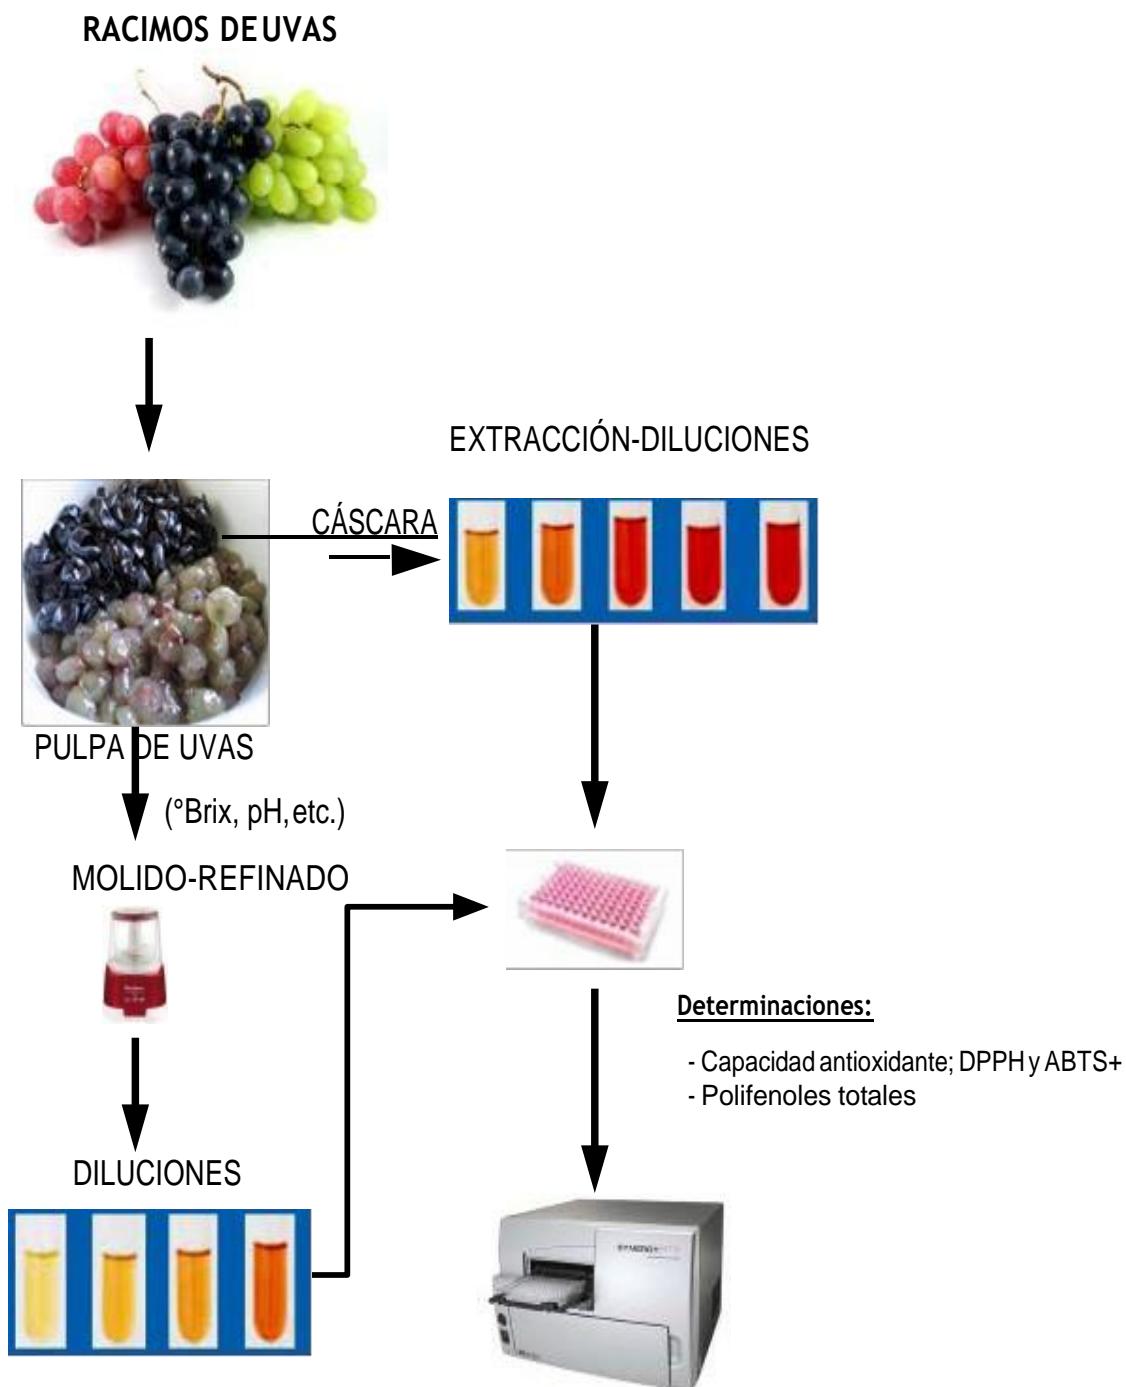 RACIMOS DE UVAS
EXTRACCIÓN-DILUCIONES
CÁSCARA
PULPA DE UVAS
(°Brix, pH, etc.)
MOLIDO-REFINADO
Determinaciones:
- Capacidad antioxidante; DPPH y ABTS+
- Polifenoles totales
DILUCIONES
SYNERGY